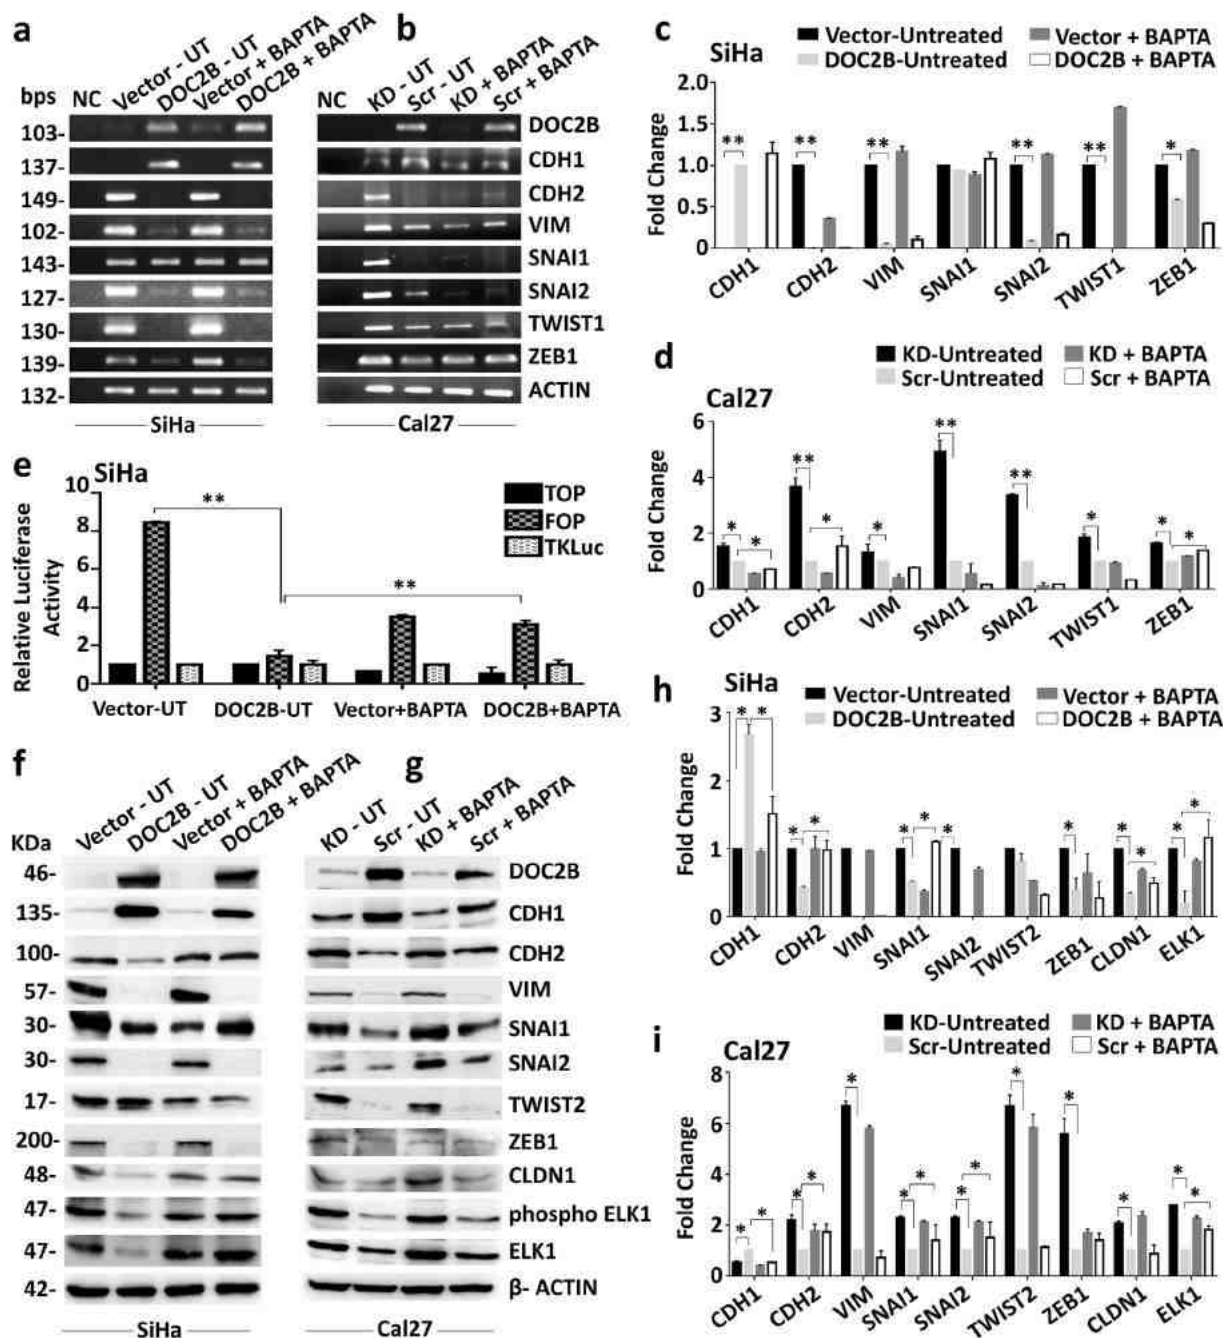 a
bps
NC
Vector - UT
DOC2B - UT
Vector + BAPTA
DOC2B + BAPTA
103-
137-
149-
102-
143-
127-
130-
139-
132-
SiHa
b
NC
KD - UT
Scr - UT
KD + BAPTA
Scr + BAPTA
DOC2B
CDH1
CDH2
VIM
SNAI1
SNAI2
TWIST1
ZEB1
ACTIN
Cal27
c
SiHa
Vector-Untreated
Vector + BAPTA
DOC2B-Untreated
DOC2B + BAPTA
Fold Change
2.0
1.5
1.0
0.5
0
** ** ** ** ** *
CDH1 CDH2 VIM SNAI1 SNAI2 TWIST1 ZEB1
d
Cal27
KD-Untreated
KD + BAPTA
Scr-Untreated
Scr + BAPTA
Fold Change
6
4
2
0
* * ** * * ** ** * * *
CDH1 CDH2 VIM SNAI1 SNAI2 TWIST1 ZEB1
e
SiHa
Relative Luciferase
Activity
10
8
6
4
2
0
**
**
TOP
FOP
TKLuc
Vector-UT DOC2B-UT Vector+BAPTA DOC2B+BAPTA
f
KDa
Vector - UT
DOC2B - UT
Vector + BAPTA
DOC2B + BAPTA
46-
135-
100-
57-
30-
30-
17-
200-
48-
47-
47-
42-
SiHa
g
KD - UT
Scr - UT
KD + BAPTA
Scr + BAPTA
DOC2B
CDH1
CDH2
VIM
SNAI1
SNAI2
TWIST2
ZEB1
CLDN1
phospho ELK1
ELK1
β- ACTIN
Cal27
h
SiHa
Vector-Untreated
Vector + BAPTA
DOC2B-Untreated
DOC2B + BAPTA
Fold Change
3
2
1
0
* * * * * * * * * * * *
CDH1 CDH2 VIM SNAI1 SNAI2 TWIST2 ZEB1 CLDN1 ELK1
i
Cal27
KD-Untreated
KD + BAPTA
Scr-Untreated
Scr + BAPTA
Fold Change
8
6
4
2
0
* * * * * * * * * * * * * *
CDH1 CDH2 VIM SNAI1 SNAI2 TWIST2 ZEB1 CLDN1 ELK1